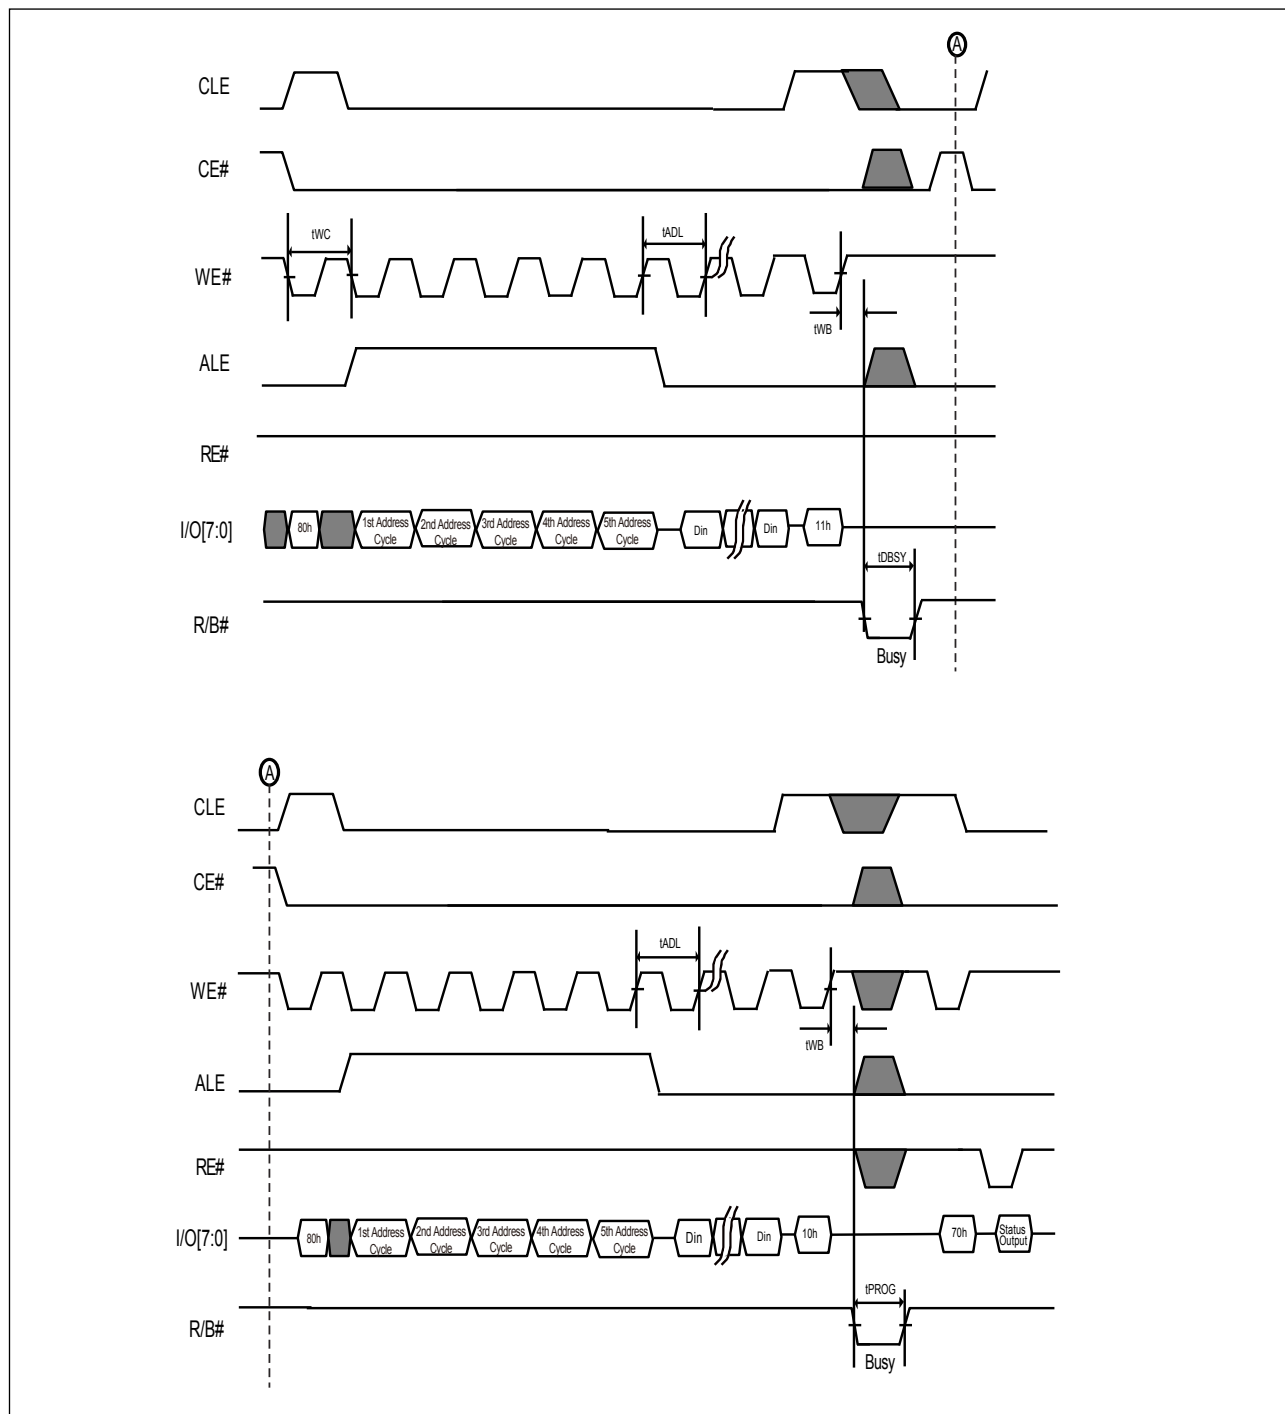 A
CLE
CE#
tWC
tADL
WE#
tWB
ALE
RE#
I/O[7:0]
80h
1st Address Cycle
2nd Address Cycle
3rd Address Cycle
4th Address Cycle
5th Address Cycle
Din
Din
11h
tDBSY
R/B#
Busy
A
CLE
CE#
tADL
WE#
tWB
ALE
RE#
I/O[7:0]
80h
1st Address Cycle
2nd Address Cycle
3rd Address Cycle
4th Address Cycle
5th Address Cycle
Din
Din
10h
70h
Status Output
tPROG
R/B#
Busy